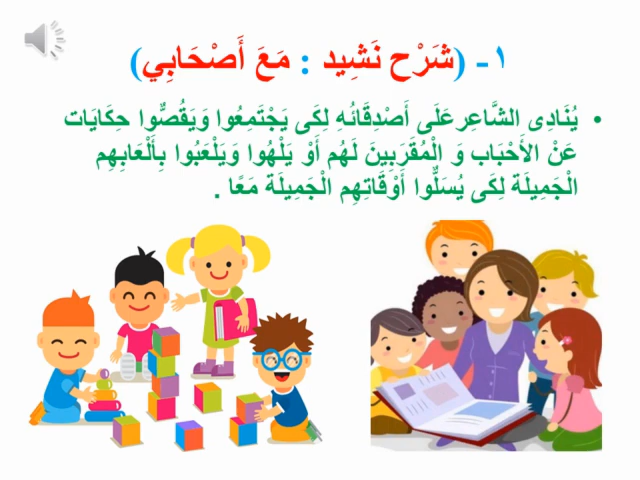 ١- (شَرْح نَشِيد : مَعَ أَصْحَابِي)
• يُنَادِى الشَّاعِر عَلَى أَصْدِقَائُهِ لِكَى يَجْتَمِعُوا وَيَقُصُّوا حِكَايَات
عَنْ الأَحْبَاب وَ الْمُقَرَبِينَ لَهُم أَوْ يَلْهُوا وَيَلْعَبُوا بِأَلْعَابِهِم
الْجَمِيلَة لِكَى يُسَلُّوا أَوْقَاتِهِم الْجَمِيلَة مَعًا .